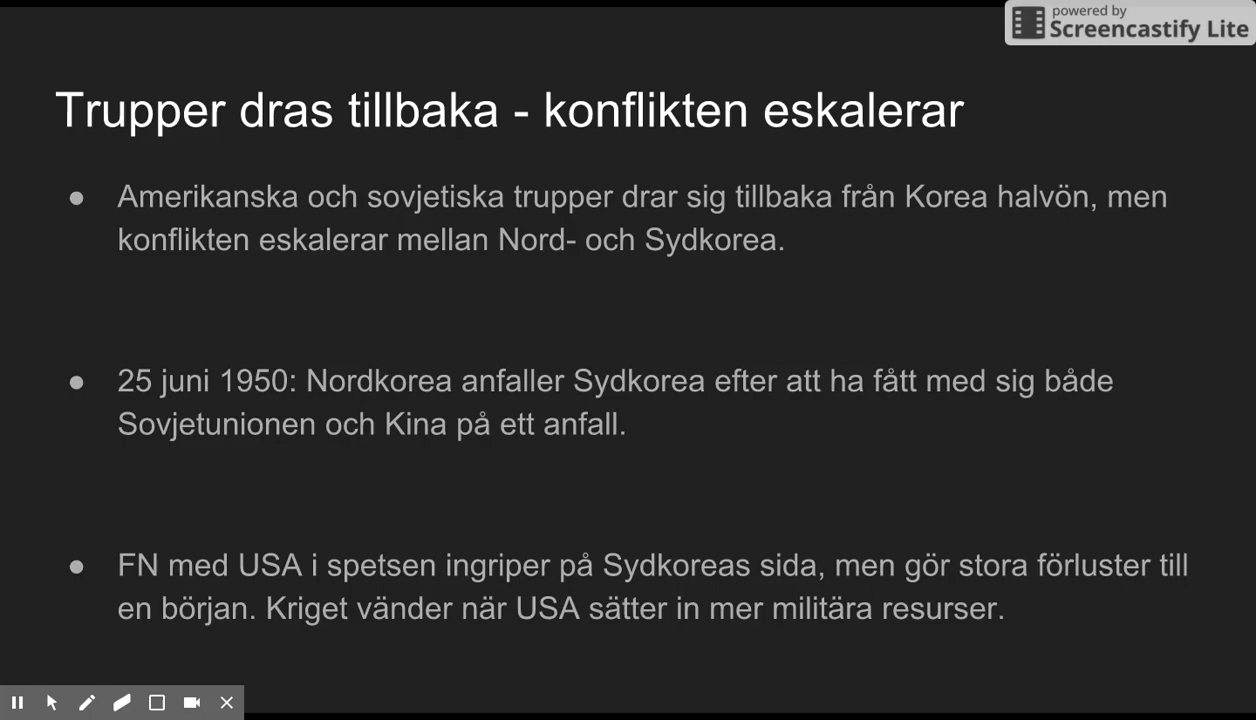 powered by
Screencastify Lite
Trupper dras tillbaka - konflikten eskalerar
● Amerikanska och sovjetiska trupper drar sig tillbaka från Korea halvön, men
konflikten eskalerar mellan Nord- och Sydkorea.
● 25 juni 1950: Nordkorea anfaller Sydkorea efter att ha fått med sig både
Sovjetunionen och Kina på ett anfall.
● FN med USA i spetsen ingriper på Sydkoreas sida, men gör stora förluster till
en början. Kriget vänder när USA sätter in mer militära resurser.